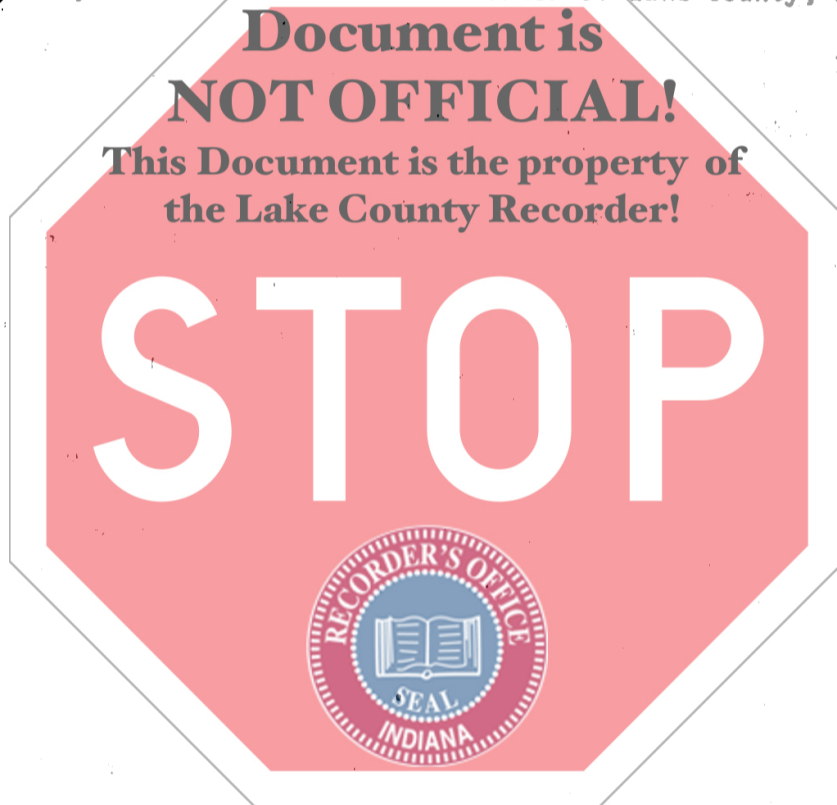 Document is
NOT OFFICIAL!
This Document is the property of
the Lake County Recorder!
STOP
RECORDER'S OFFICE
SEAL
INDIANA